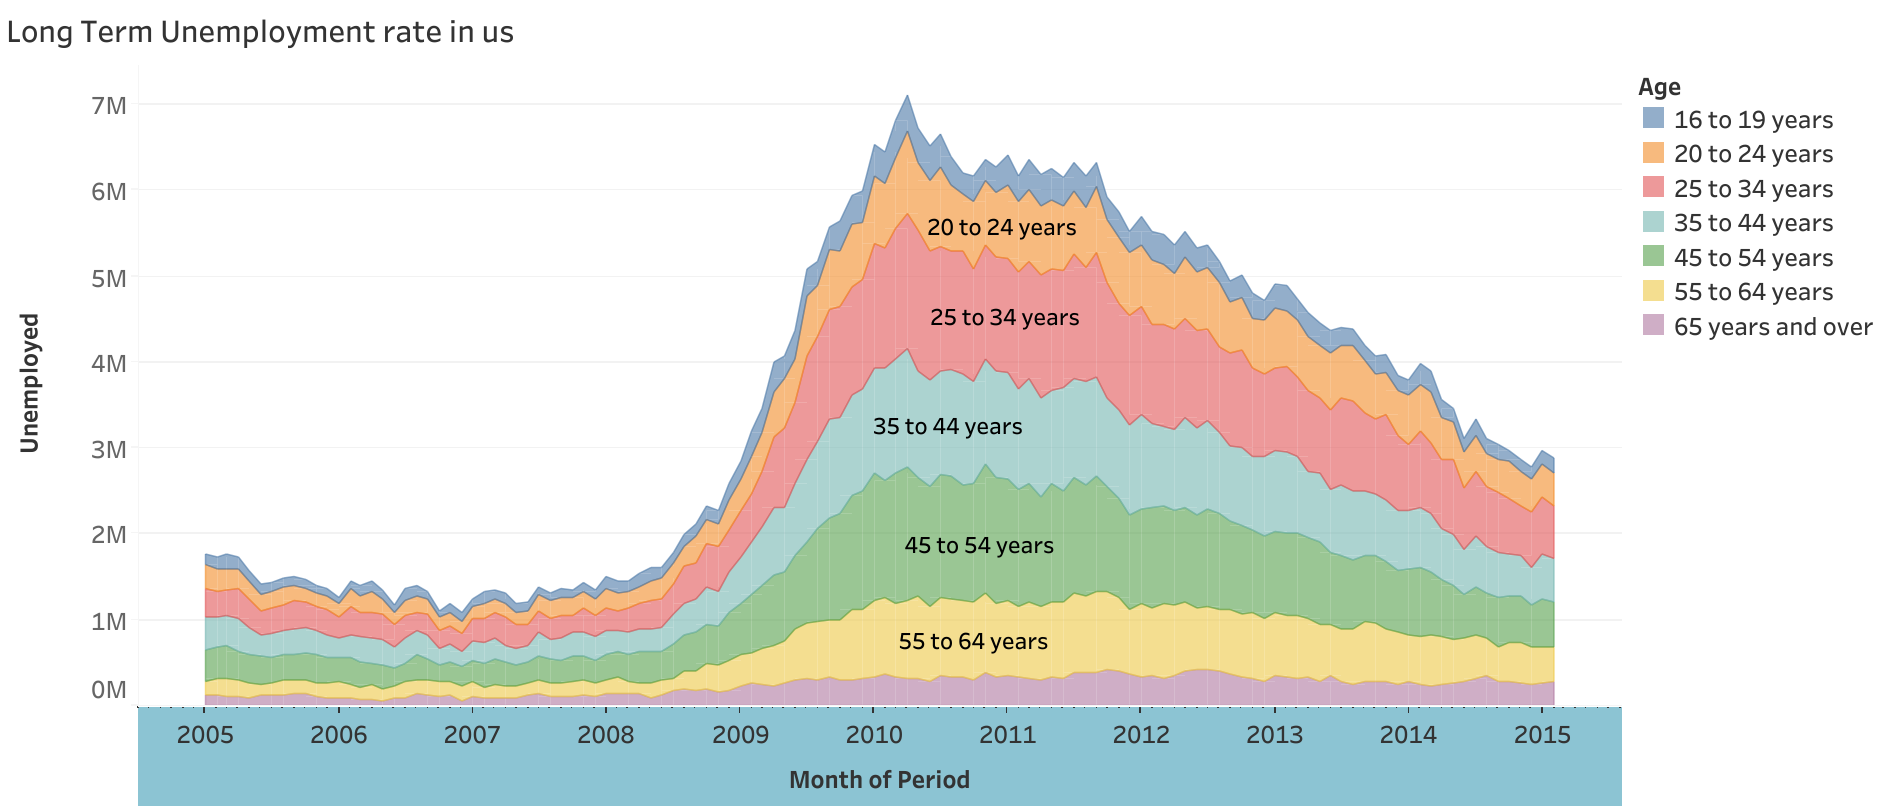 Long Term Unemployment rate in us
Age
16 to 19 years
20 to 24 years
25 to 34 years
35 to 44 years
45 to 54 years
55 to 64 years
65 years and over
Unemployed
7M
6M
5M
4M
3M
2M
1M
0M
20 to 24 years
25 to 34 years
35 to 44 years
45 to 54 years
55 to 64 years
2005 2006 2007 2008 2009 2010 2011 2012 2013 2014 2015
Month of Period